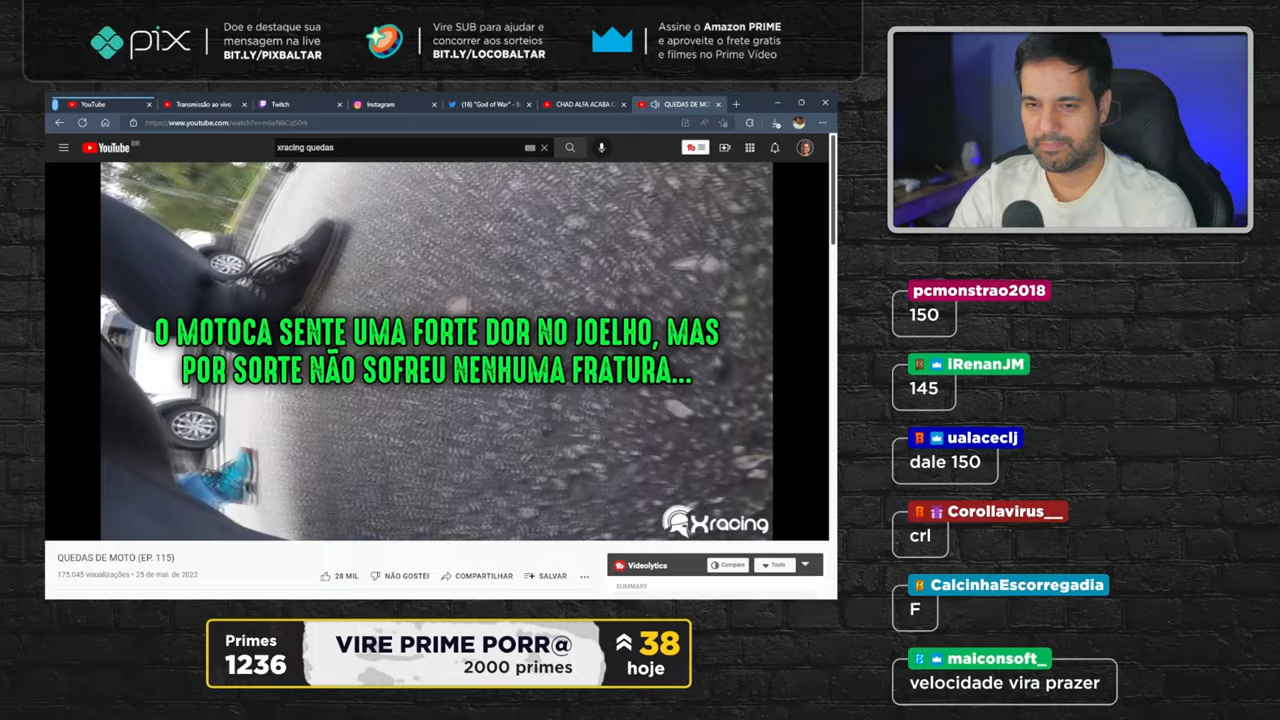 pix
Doe e destaque sua
mensagem na live
BIT.LY/PIXBALTAR
Vire SUB para ajudar e
concorrer aos sorteios
BIT.LY/LOCOBALTAR
Assine o Amazon PRIME
e aproveite o frete gratis
e filmes no Prime Vídeo
YouTube
Transmissão ao vivo
Twitch
Instagram
(16) "God of War" -
CHAD ALFA ACABA
QUEDAS DE MO
YouTube BR
xracing quedas
O MOTOCA SENTE UMA FORTE DOR NO JOELHO, MAS
POR SORTE NÃO SOFREU NENHUMA FRATURA...
Xracing
QUEDAS DE MOTO (EP. 115)
175.045 visualizações • 25 de mar. de 2022
28 MIL
NÃO GOSTEI
COMPARTILHAR
SALVAR
...
Videolytics
Compare
Tools
SUMMARY
Primes
1236
VIRE PRIME PORR@
2000 primes
38
hoje
pcmonstrao2018
150
iRenanJM
145
ualaceclj
dale 150
Corollavirus__
crl
CalcinhaEscorregadia
F
maiconsoft_
velocidade vira prazer